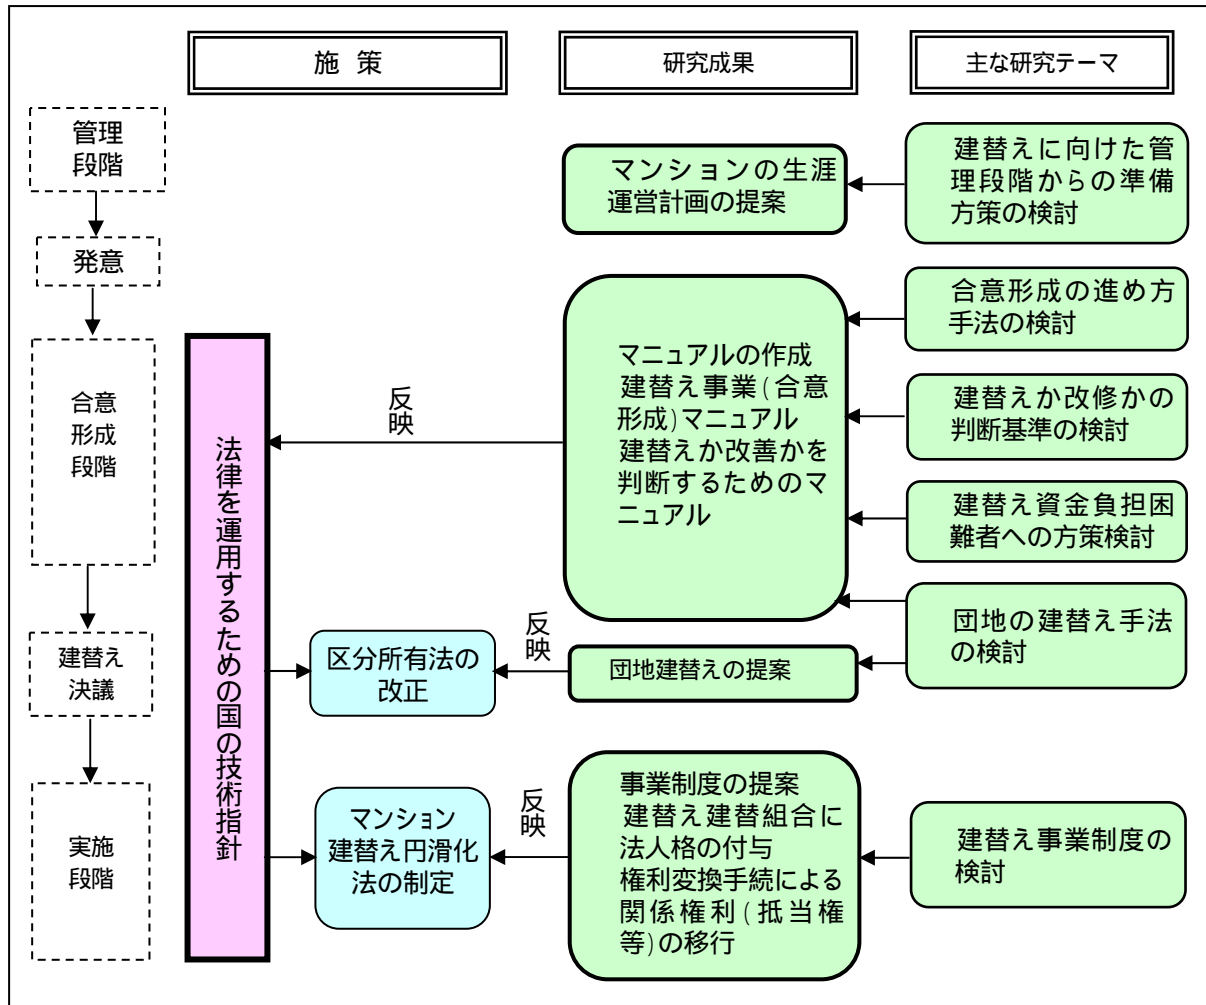 施 策
研究成果
主な研究テーマ
管理
段階
発意
合意
形成
段階
建替え
決議
実施
段階
法律を運用するための国の技術指針
区分所有法の
改正
マンション
建替え円滑化
法の制定
反映
反映
反映
マンションの生涯
運営計画の提案
マニュアルの作成
建替え事業(合意
形成)マニュアル
建替えか改善かを
判断するためのマ
ニュアル
団地建替えの提案
事業制度の提案
建替え建替組合に
法人格の付与
権利変換手続による
関係権利(抵当権
等)の移行
建替えに向けた管
理段階からの準備
方策の検討
合意形成の進め方
手法の検討
建替えか改修かの
判断基準の検討
建替え資金負担困
難者への方策検討
団地の建替え手法
の検討
建替え事業制度の
検討